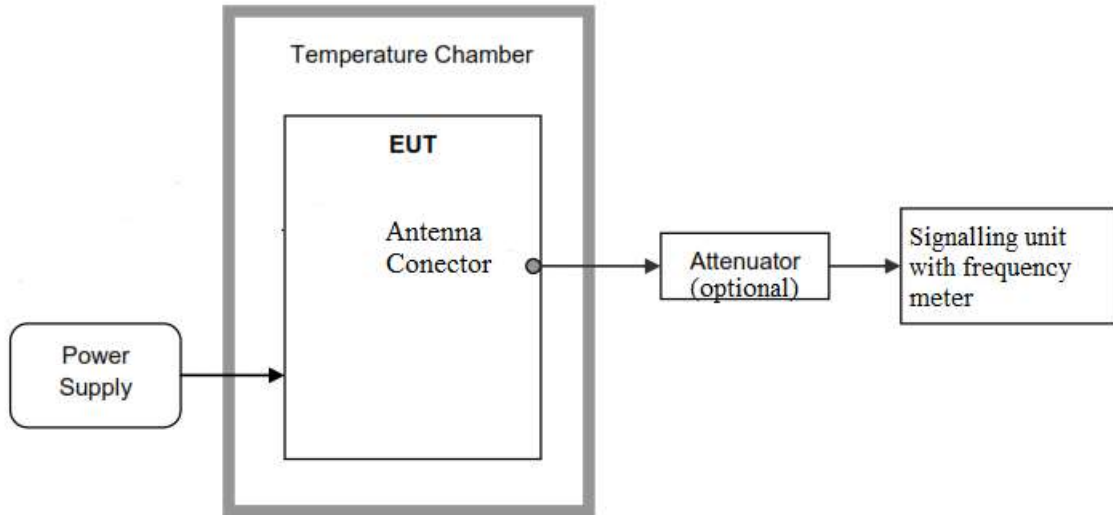 Temperature Chamber
EUT
Antenna
Conector
Attenuator
(optional)
Signalling unit
with frequency
meter
Power
Supply